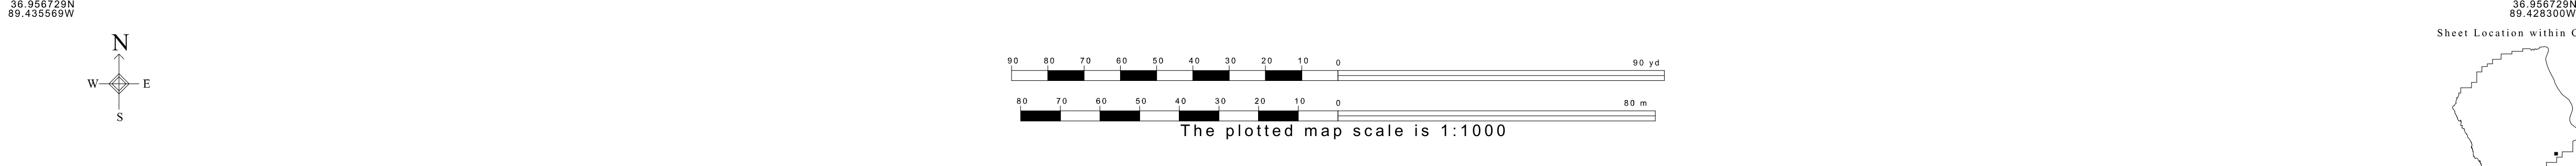 36.956729N
89.435569W
N
W E
S
90 80 70 60 50 40 30 20 10 0 90 yd
80 70 60 50 40 30 20 10 0 80 m
The plotted map scale is 1:1000
36.956729N
89.428300W
Sheet Location within C